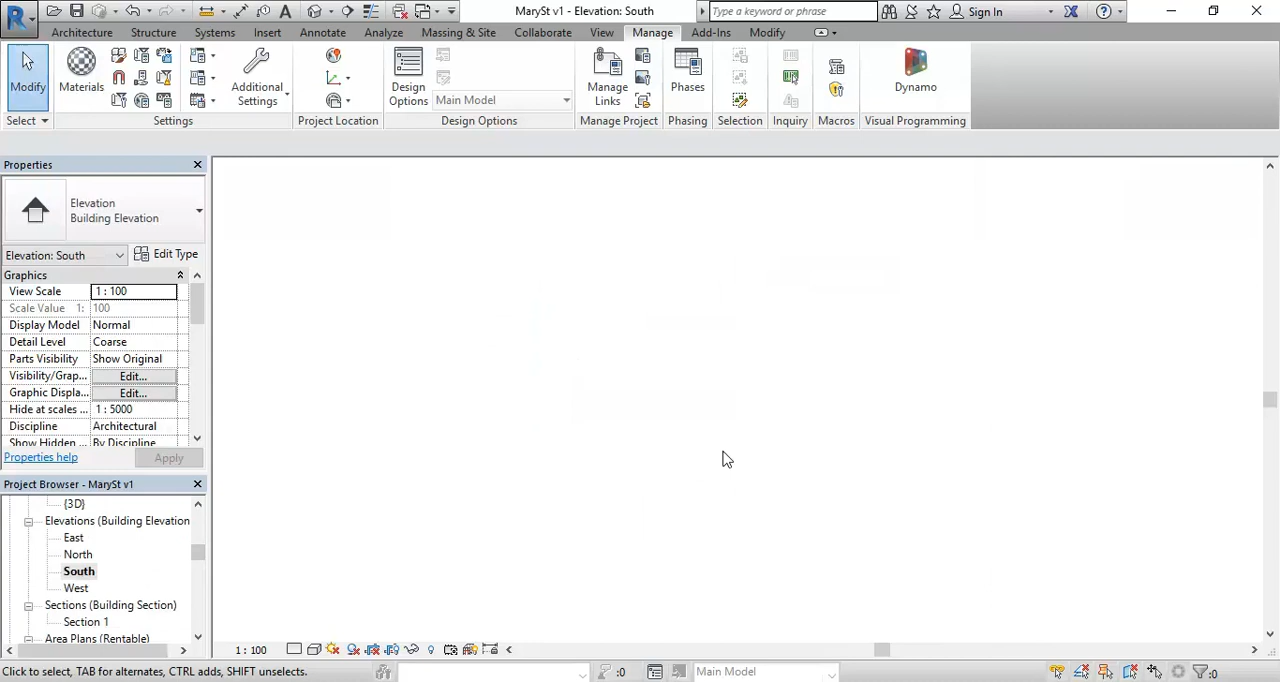 MarySt v1 - Elevation: South
Type a keyword or phrase
Sign In
Architecture
Structure
Systems
Insert
Annotate
Analyze
Massing & Site
Collaborate
View
Manage
Add-Ins
Modify
Modify
Materials
Additional
Settings
Design
Options
Main Model
Manage
Links
Phases
Dynamo
Select
Settings
Project Location
Design Options
Manage Project
Phasing
Selection
Inquiry
Macros
Visual Programming
Properties
Elevation
Building Elevation
Elevation: South
Edit Type
Graphics
View Scale
1 : 100
Scale Value 1:
100
Display Model
Normal
Detail Level
Coarse
Parts Visibility
Show Original
Visibility/Grap...
Edit...
Graphic Displa...
Edit...
Hide at scales ...
1 : 5000
Discipline
Architectural
Show Hidden
By Discipline
Properties help
Apply
Project Browser - MarySt v1
{3D}
Elevations (Building Elevation
East
North
South
West
Sections (Building Section)
Section 1
Area Plans (Rentable)
1 : 100
Click to select, TAB for alternates, CTRL adds, SHIFT unselects.
:0
Main Model
:0